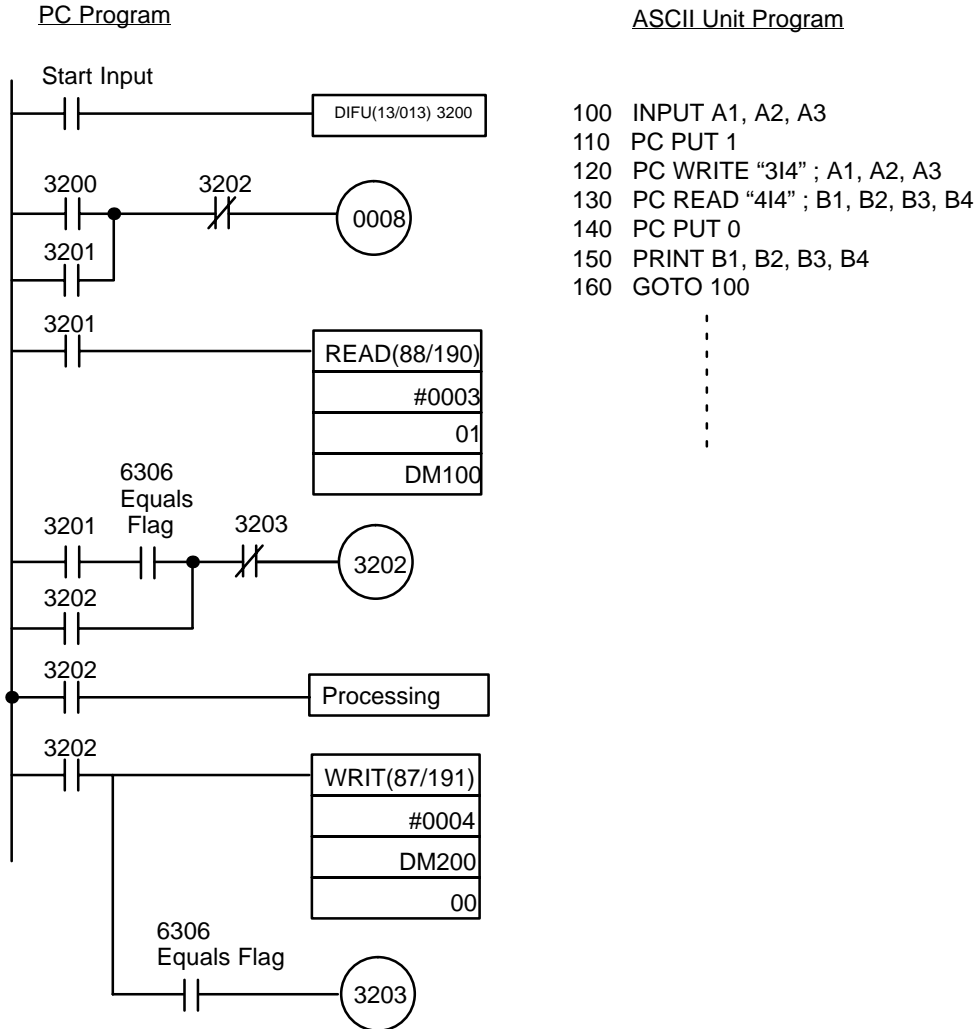 PC Program
Start Input
DIFU(13/013) 3200
3200
3202
0008
3201
3201
READ(88/190)
#0003
01
DM100
6306
Equals
Flag
3201
3203
3202
3202
3202
Processing
3202
WRIT(87/191)
#0004
DM200
00
6306
Equals Flag
3203
ASCII Unit Program
100 INPUT A1, A2, A3
110 PC PUT 1
120 PC WRITE “3I4” ; A1, A2, A3
130 PC READ “4I4” ; B1, B2, B3, B4
140 PC PUT 0
150 PRINT B1, B2, B3, B4
160 GOTO 100